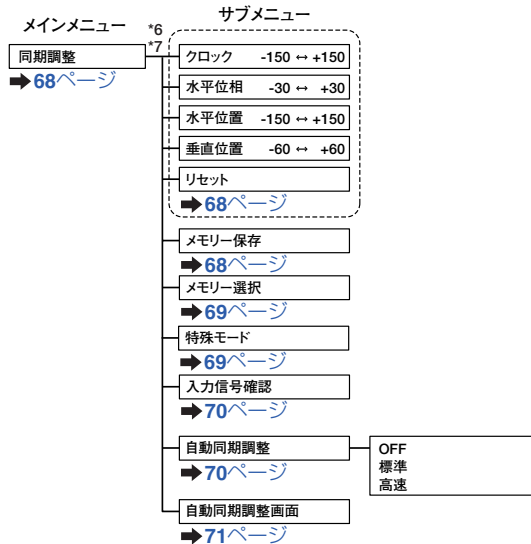 メインメニュー
*6
*7
サブメニュー
同期調整
➡68ページ
クロック -150 ↔ +150
水平位相 -30 ↔ +30
水平位置 -150 ↔ +150
垂直位置 -60 ↔ +60
リセット
➡68ページ
メモリー保存
➡68ページ
メモリー選択
➡69ページ
特殊モード
➡69ページ
入力信号確認
➡70ページ
自動同期調整
➡70ページ
OFF
標準
高速
自動同期調整画面
➡71ページ